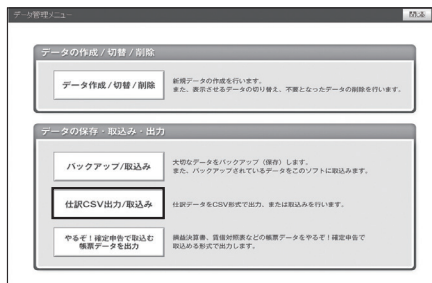 データ管理メニュー
閉じる
データの作成/切替/削除
データ作成/切替/削除
新規データの作成を行います。
また、表示させるデータの切り替え、不要となったデータの削除を行います。
データの保存・取込み・出力
バックアップ/取込み
大切なデータをバックアップ(保存)します。
また、バックアップされているデータをこのソフトに取込みます。
仕訳CSV出力/取込み
仕訳データをCSV形式で出力、または取込みを行います。
やるぞ!確定申告で取込む
帳票データを出力
損益決算書、貸借対照表などの帳票データをやるぞ!確定申告で
取込める形式で出力します。